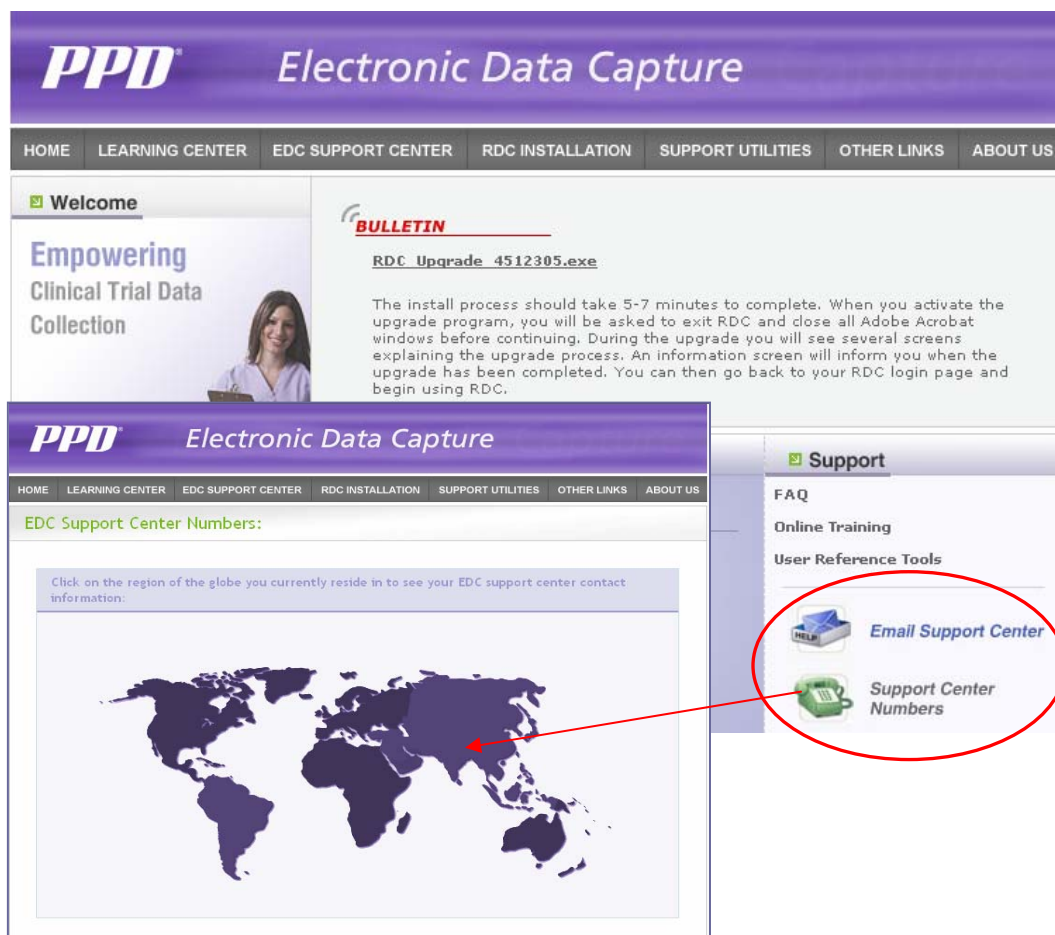 PPD® Electronic Data Capture
HOME LEARNING CENTER EDC SUPPORT CENTER RDC INSTALLATION SUPPORT UTILITIES OTHER LINKS ABOUT US
Welcome
Empowering
Clinical Trial Data
Collection
BULLETIN
RDC Upgrade 4512305.exe
The install process should take 5-7 minutes to complete. When you activate the
upgrade program, you will be asked to exit RDC and close all Adobe Acrobat
windows before continuing. During the upgrade you will see several screens
explaining the upgrade process. An information screen will inform you when the
upgrade has been completed. You can then go back to your RDC login page and
begin using RDC.
PPD® Electronic Data Capture
HOME LEARNING CENTER EDC SUPPORT CENTER RDC INSTALLATION SUPPORT UTILITIES OTHER LINKS ABOUT US
EDC Support Center Numbers:
Click on the region of the globe you currently reside in to see your EDC support center contact
information:
Support
FAQ
Online Training
User Reference Tools
HELP
Email Support Center
Support Center
Numbers